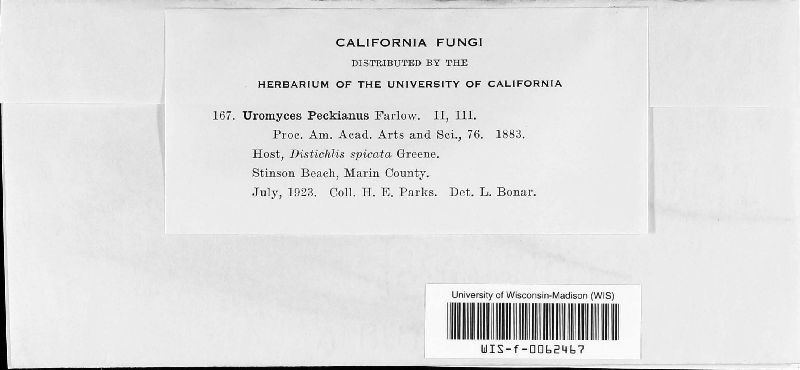 CALIFORNIA FUNGI
DISTRIBUTED BY THE
HERBARIUM OF THE UNIVERSITY OF CALIFORNIA
167. Uromyces Peckianus Farlow. II, III.
Proc. Am. Acad. Arts and Sci., 76. 1883.
Host, Distichlis spicata Greene.
Stinson Beach, Marin County.
July, 1923. Coll. H. E. Parks. Det. L. Bonar.
University of Wisconsin-Madison (WIS)
WIS-f-0062467